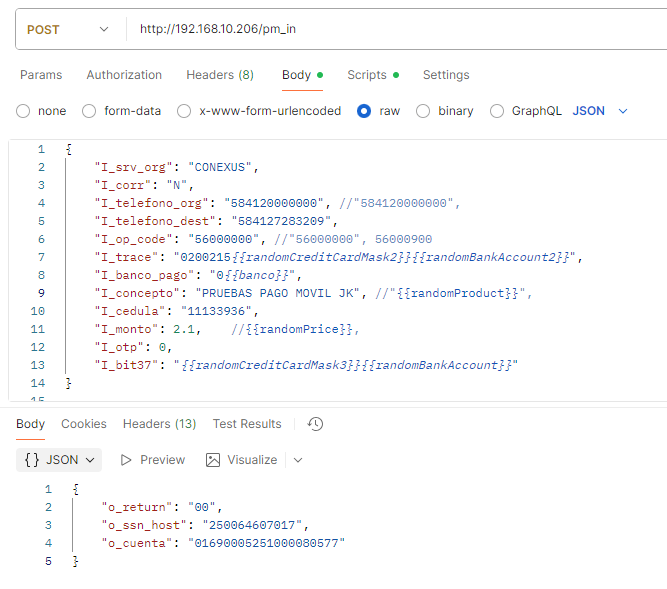 POST http://192.168.10.206/pm_in
Params Authorization Headers (8) Body Scripts Settings
none form-data x-www-form-urlencoded raw binary GraphQL JSON
1 {
2 "I_srv_org": "CONEXUS",
3 "I_corr": "N",
4 "I_telefono_org": "584120000000", //"584120000000",
5 "I_telefono_dest": "584127283209",
6 "I_op_code": "56000000", //"56000000", 56000900
7 "I_trace": "0200215{{randomCreditCardMask2}}{{randomBankAccount2}}",
8 "I_banco_pago": "0{{banco}}",
9 "I_concepto": "PRUEBAS PAGO MOVIL JK", //"{{randomProduct}}",
10 "I_cedula": "11133936",
11 "I_monto": 2.1, //{{randomPrice}},
12 "I_otp": 0,
13 "I_bit37": "{{randomCreditCardMask3}}{{randomBankAccount}}"
14 }
15
Body Cookies Headers (13) Test Results
{} JSON Preview Visualize
1 {
2 "o_return": "00",
3 "o_ssn_host": "250064607017",
4 "o_cuenta": "01690005251000080577"
5 }